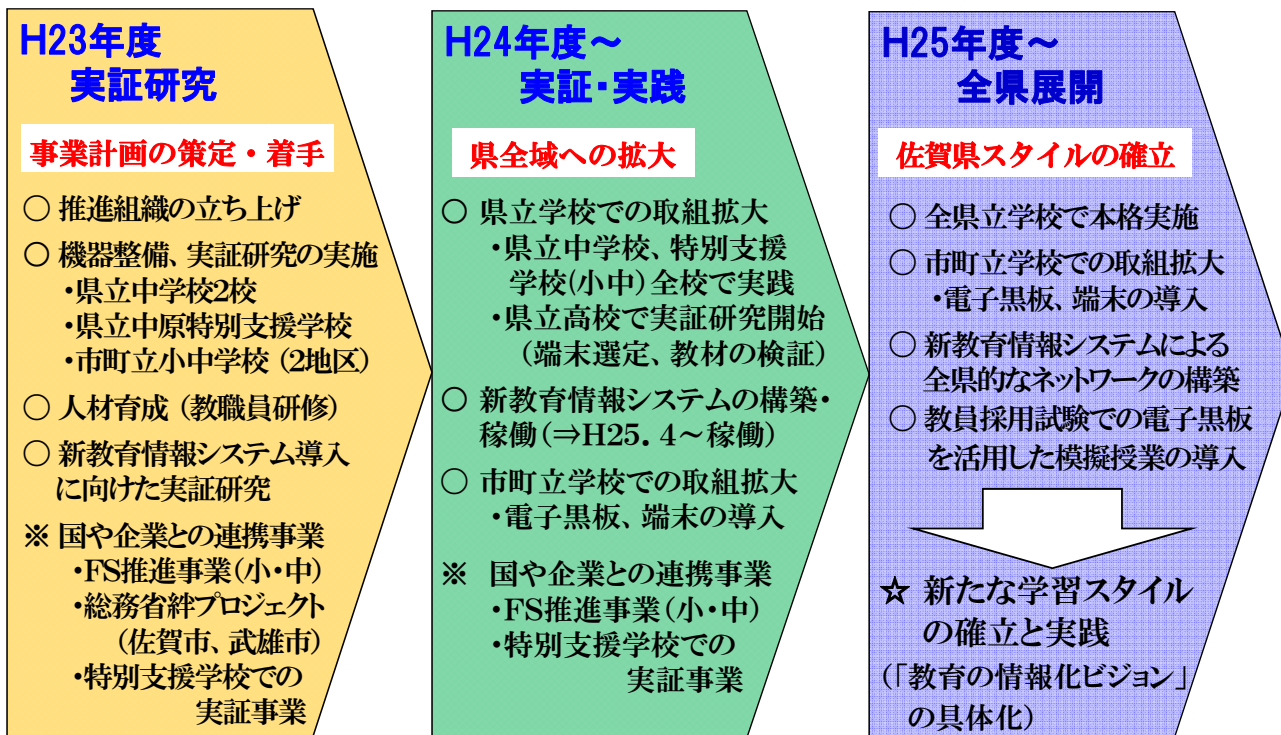 H23年度
実証研究
事業計画の策定・着手
○ 推進組織の立ち上げ
○ 機器整備、実証研究の実施
・県立中学校2校
・県立中原特別支援学校
・市町立小中学校（2地区）
○ 人材育成（教職員研修）
○ 新教育情報システム導入
に向けた実証研究
※ 国や企業との連携事業
・FS推進事業（小・中）
・総務省絆プロジェクト
（佐賀市、武雄市）
・特別支援学校での
実証事業
H24年度～
実証・実践
県全域への拡大
○ 県立学校での取組拡大
・県立中学校、特別支援
学校(小中)全校で実践
・県立高校で実証研究開始
（端末選定、教材の検証）
○ 新教育情報システムの構築・
稼働（⇒H25．4～稼働）
○ 市町立学校での取組拡大
・電子黒板、端末の導入
※ 国や企業との連携事業
・FS推進事業（小・中）
・特別支援学校での
実証事業
H25年度～
全県展開
佐賀県スタイルの確立
○ 全県立学校で本格実施
○ 市町立学校での取組拡大
・電子黒板、端末の導入
○ 新教育情報システムによる
全県的なネットワークの構築
○ 教員採用試験での電子黒板
を活用した模擬授業の導入
☆ 新たな学習スタイル
の確立と実践
（「教育の情報化ビジョン」
の具体化）